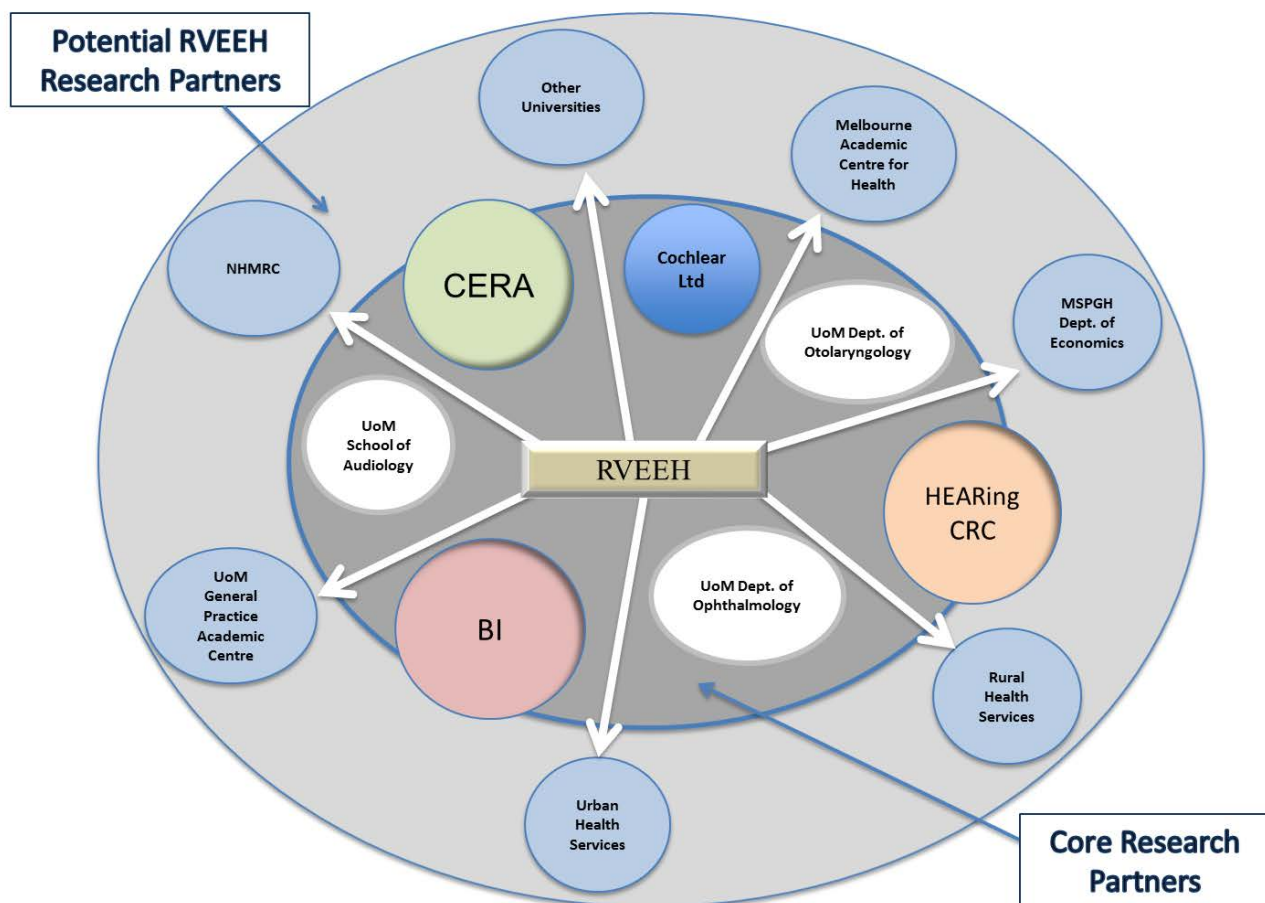 Potential RVEEH
Research Partners
Other
Universities
Melbourne
Academic
Centre for
Health
NHMRC
CERA
Cochlear
Ltd
MSPGH
Dept. of
Economics
UoM Dept. of
Otolaryngology
UoM
School of
Audiology
RVEEH
HEARing
CRC
UoM
General
Practice
Academic
Centre
BI
UoM Dept. of
Ophthalmology
Rural
Health
Services
Urban
Health
Services
Core Research
Partners